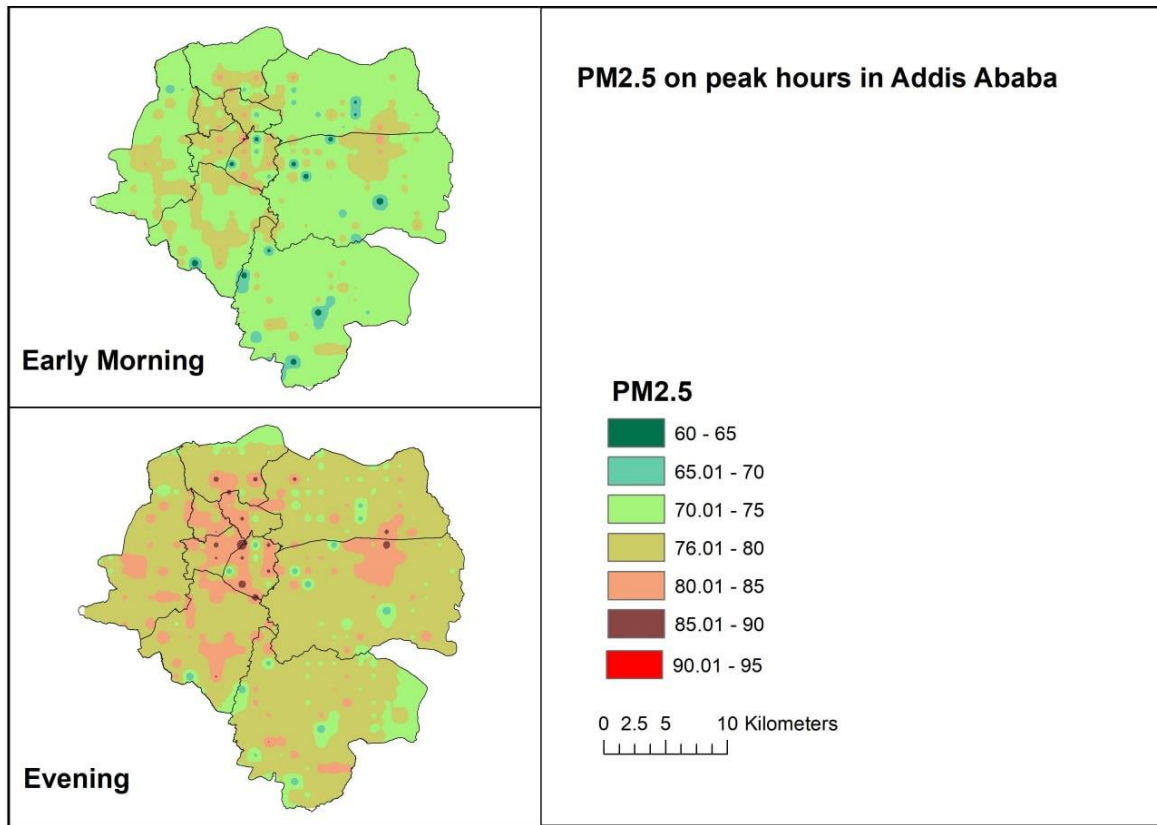 PM2.5 on peak hours in Addis Ababa
Early Morning
Evening
PM2.5
60 - 65
65.01 - 70
70.01 - 75
76.01 - 80
80.01 - 85
85.01 - 90
90.01 - 95
0 2.5 5 10 Kilometers